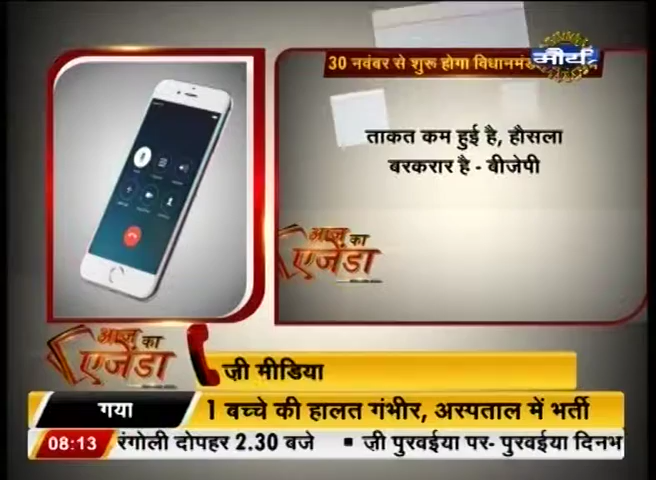 30 नवंबर से शुरू होगा
मौर्य
ताकत कम हुई है, हौसला
बरकरार है - बीजेपी
आज का
एजेंडा
आज का
एजेंडा
ज़ी मीडिया
गया
1 बच्चे की हालत गंभीर, अस्पताल में भर्ती
08:13
रंगोली दोपहर 2.30 बजे ▪ ज़ी पुरवईया पर- पुरवईया दिनभ